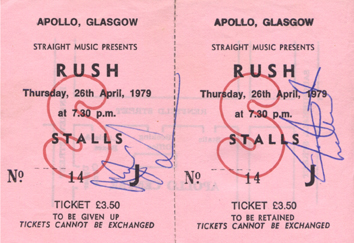 APOLLO, GLASGOW
STRAIGHT MUSIC PRESENTS
RUSH
Thursday, 26th April, 1979
at 7.30 p.m.
S
STALLS
No 14 J
TICKET £3.50
TO BE GIVEN UP
TICKETS CANNOT BE EXCHANGED
APOLLO, GLASGOW
STRAIGHT MUSIC PRESENTS
RUSH
Thursday, 26th April, 1979
at 7.30 p.m.
S
STALLS
No 14 J
TICKET £3.50
TO BE RETAINED
TICKETS CANNOT BE EXCHANGED